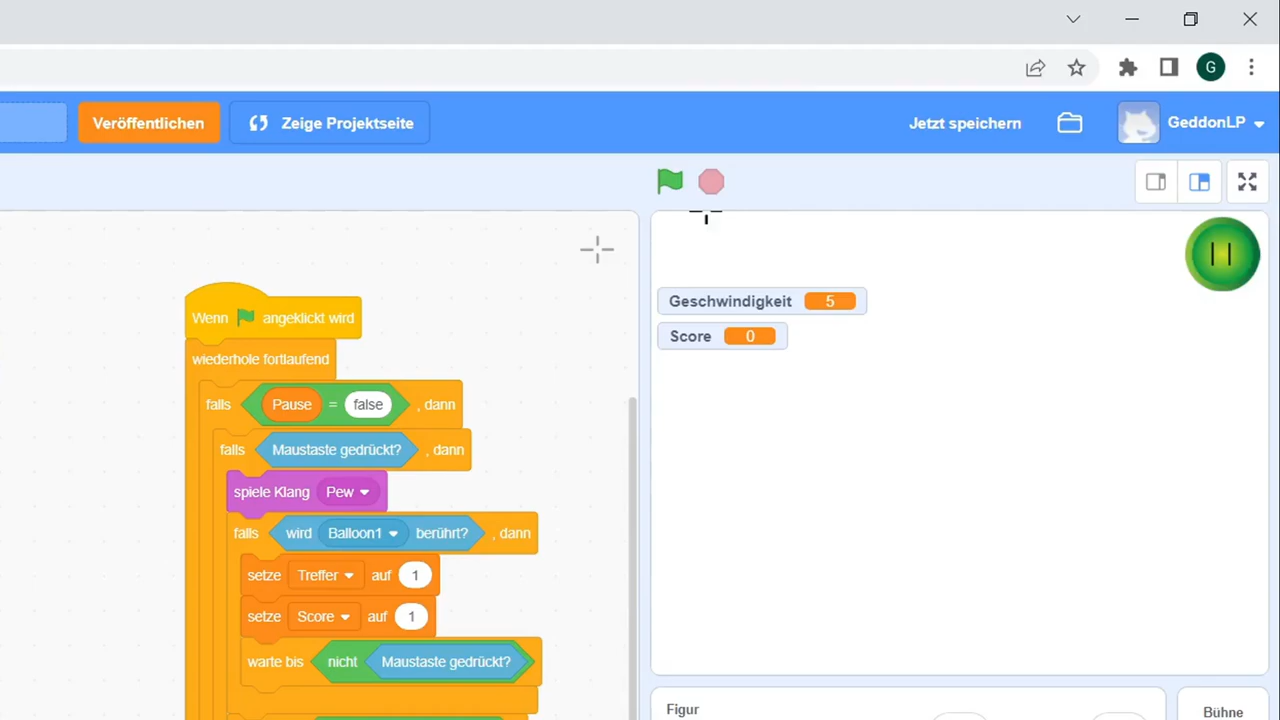 G
Veröffentlichen
Zeige Projektseite
Jetzt speichern
GeddonLP
Wenn angeklickt wird
wiederhole fortlaufend
falls Pause = false , dann
falls Maustaste gedrückt? , dann
spiele Klang Pew
falls wird Balloon1 berührt? , dann
setze Treffer auf 1
setze Score auf 1
warte bis nicht Maustaste gedrückt?
Geschwindigkeit 5
Score 0
Figur
Bühne